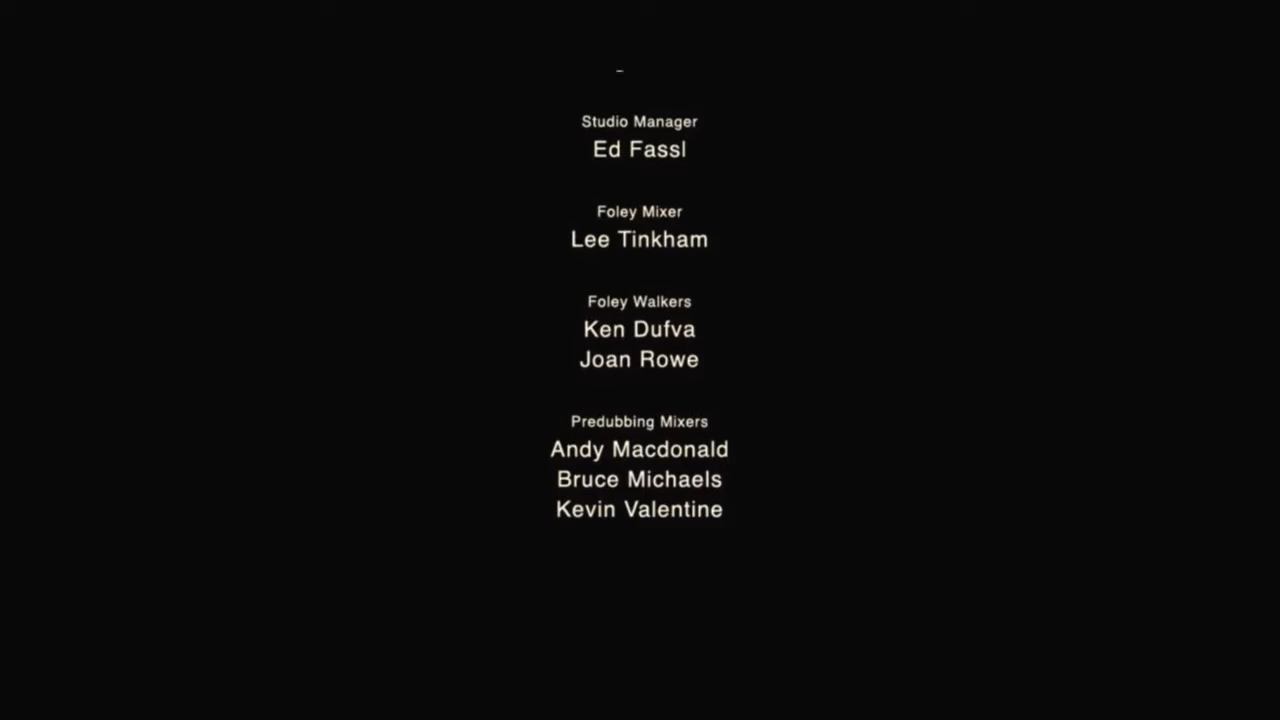 Studio Manager
Ed Fassl
Foley Mixer
Lee Tinkham
Foley Walkers
Ken Dufva
Joan Rowe
Predubbing Mixers
Andy Macdonald
Bruce Michaels
Kevin Valentine